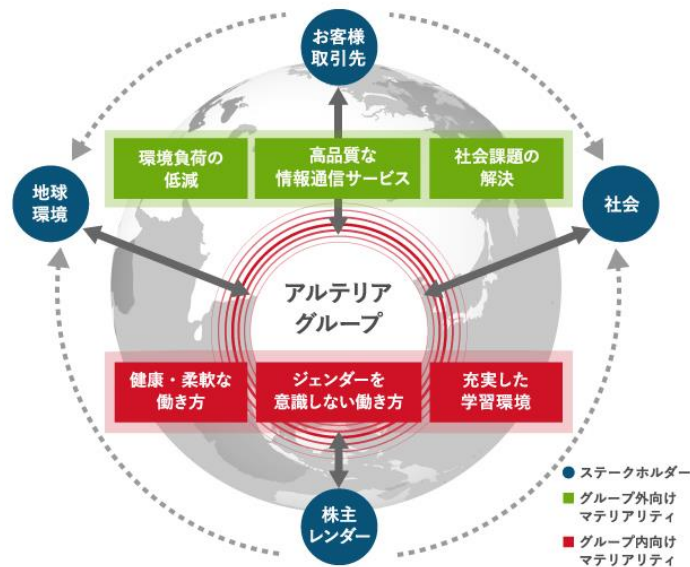 お客様
取引先
環境負荷の
低減
高品質な
情報通信サービス
社会課題の
解決
地球
環境
社会
アルテリア
グループ
健康・柔軟な
働き方
ジェンダーを
意識しない働き方
充実した
学習環境
株主
レンダー
ステークホルダー
グループ外向け
マテリアリティ
グループ内向け
マテリアリティ